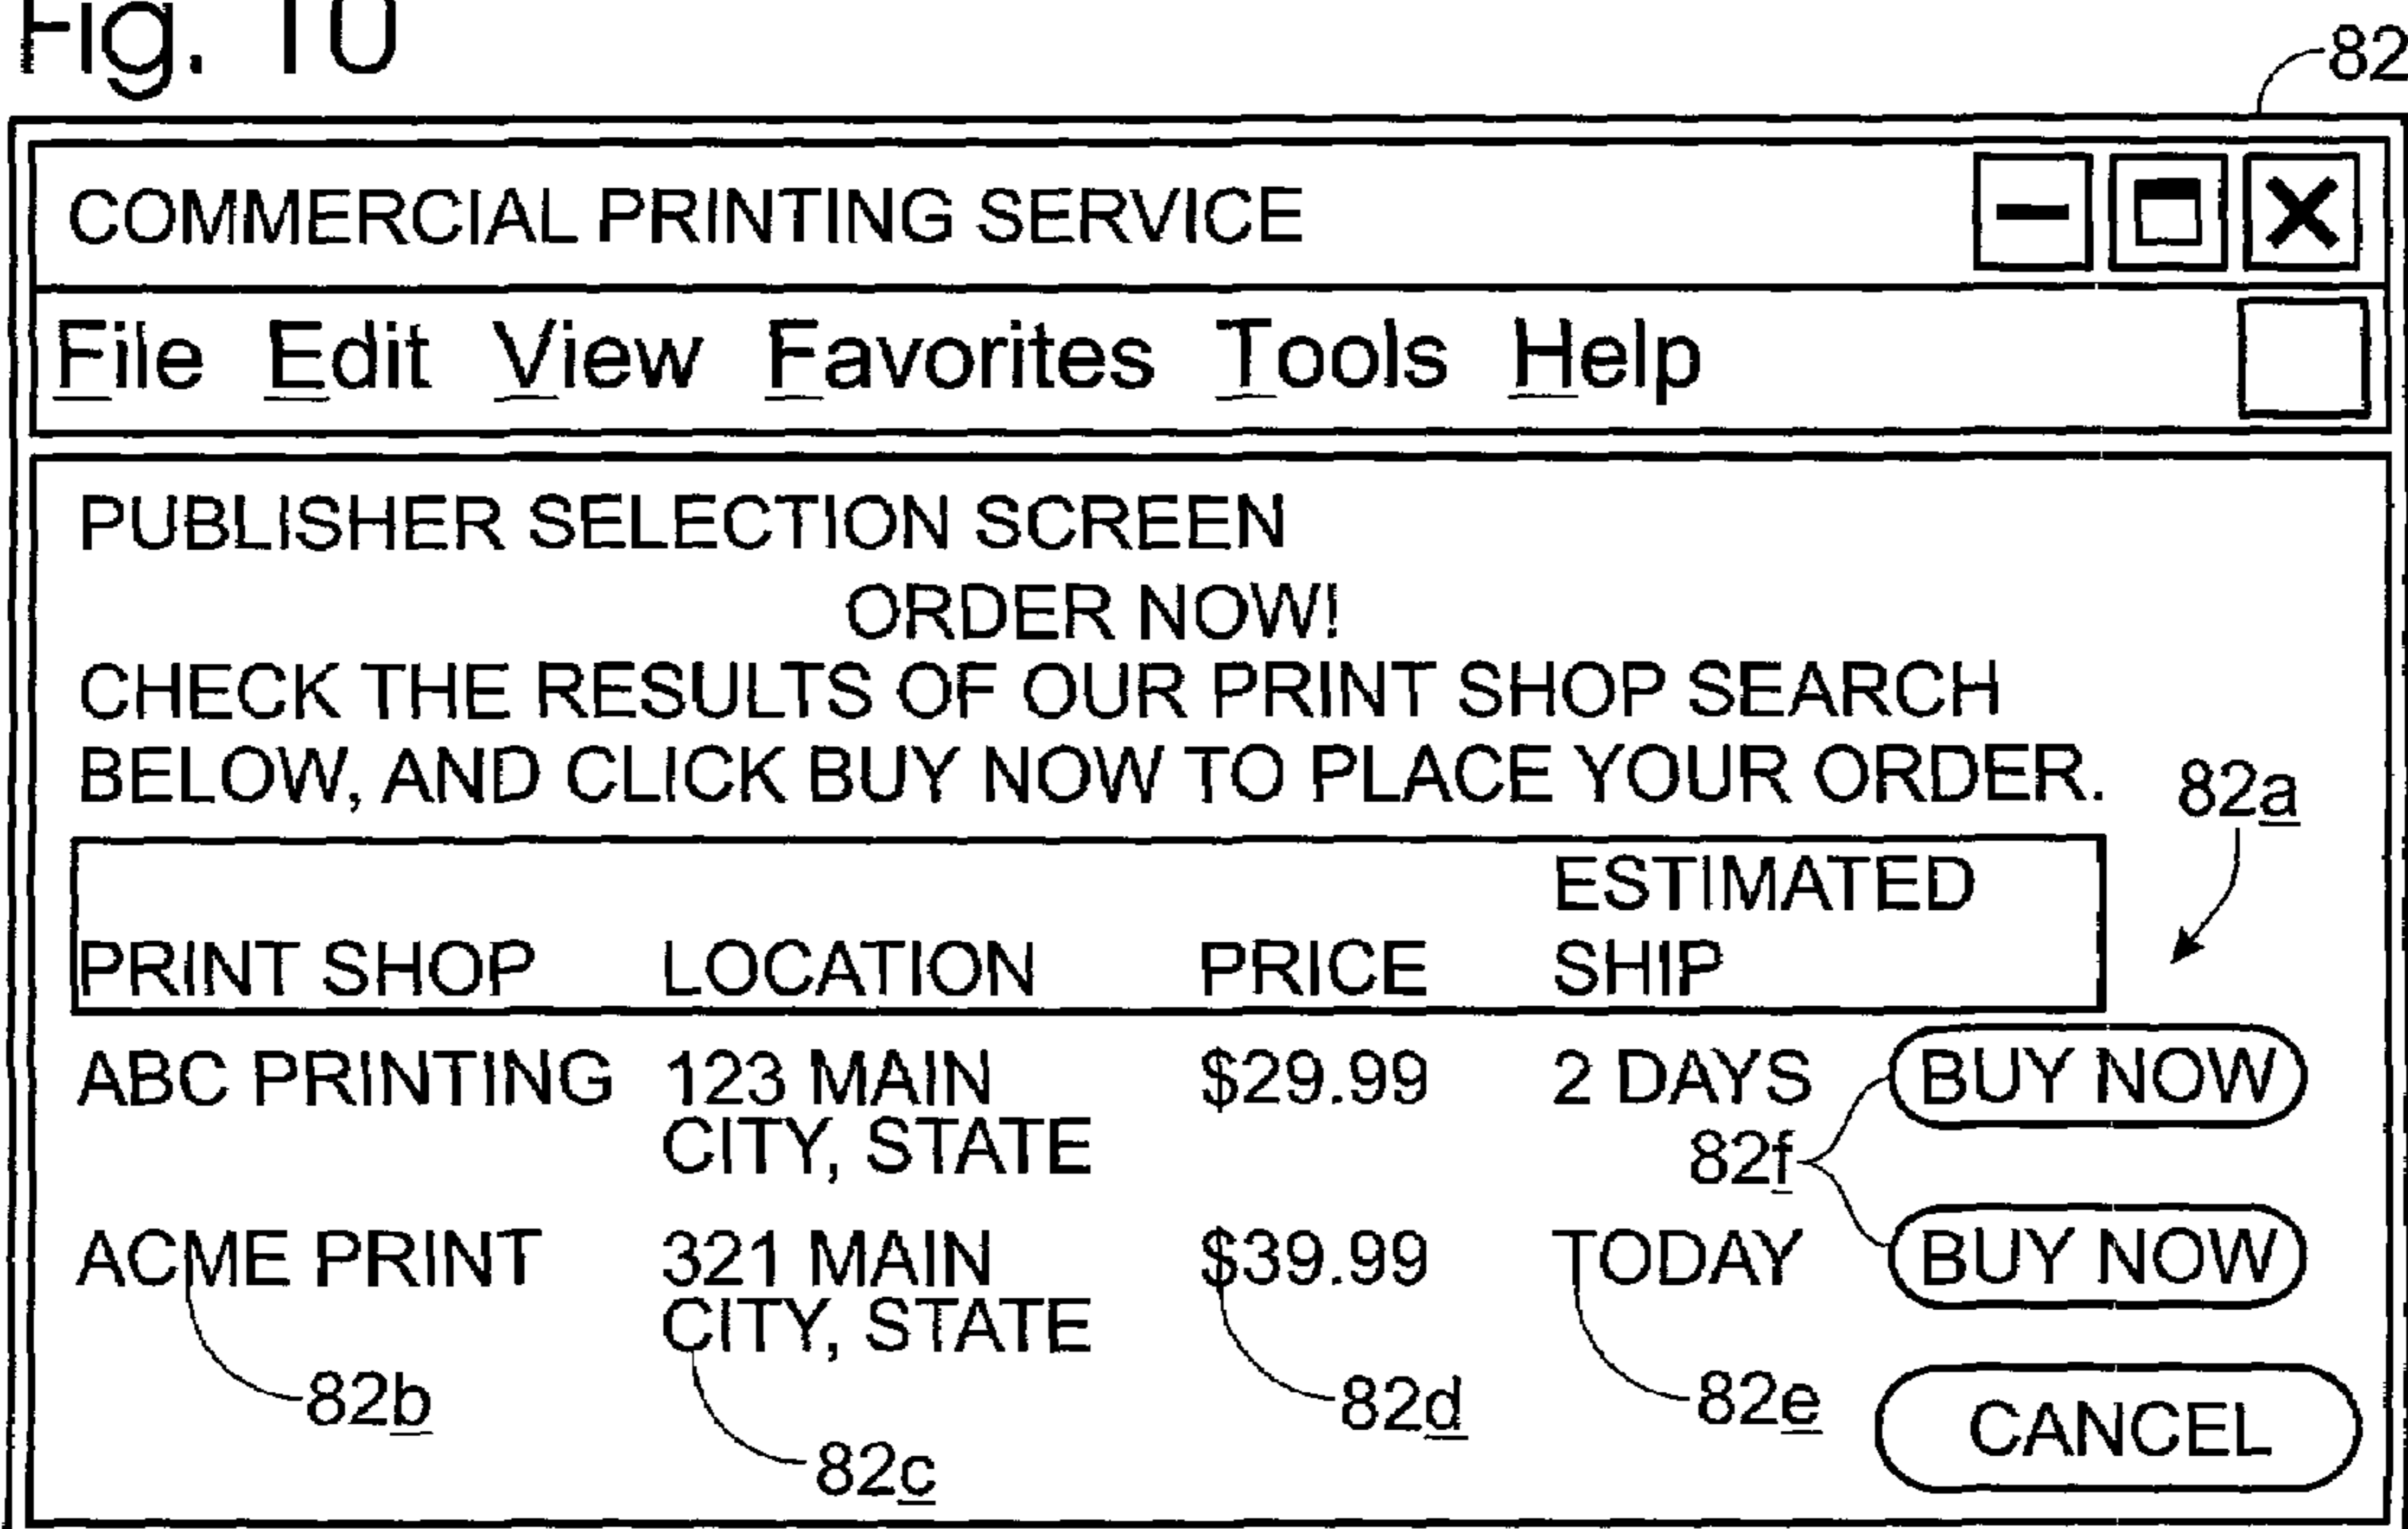 Fig. 10
82
COMMERCIAL PRINTING SERVICE
File Edit View Favorites Tools Help
PUBLISHER SELECTION SCREEN
ORDER NOW!
CHECK THE RESULTS OF OUR PRINT SHOP SEARCH
BELOW, AND CLICK BUY NOW TO PLACE YOUR ORDER.
82a
ESTIMATED
PRINT SHOP LOCATION PRICE SHIP
ABC PRINTING 123 MAIN $29.99 2 DAYS BUY NOW
CITY, STATE
82f
ACME PRINT 321 MAIN $39.99 TODAY BUY NOW
CITY, STATE
82b 82d 82e
CANCEL
82c